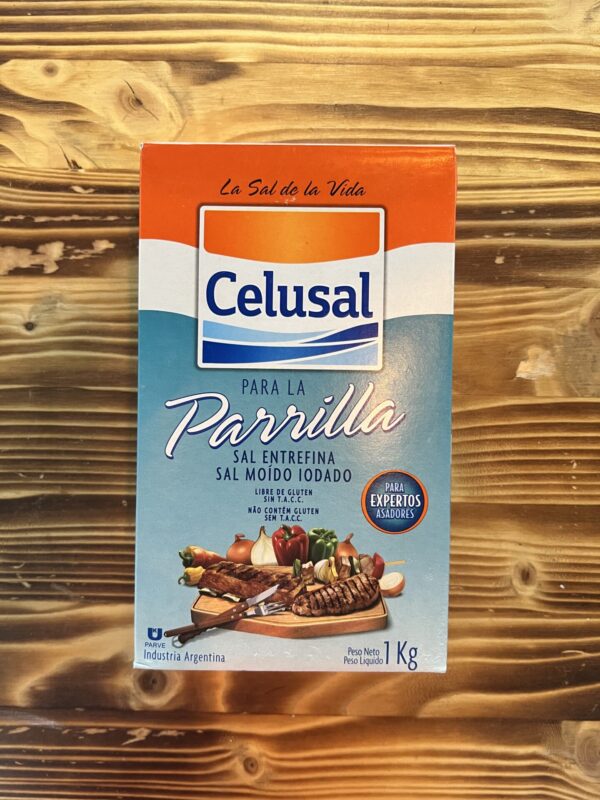 La Sal de la Vida
Celusal
PARA LA
Parrilla
SAL ENTREFINA
SAL MOÍDO IODADO
LIBRE DE GLUTEN
SIN T.A.C.C.
NÃO CONTÉM GLUTEN
SEM T.A.C.C.
PARA
EXPERTOS
ASADORES
U
PARVE
Industria Argentina
Peso Neto
Peso Líquido
1 Kg